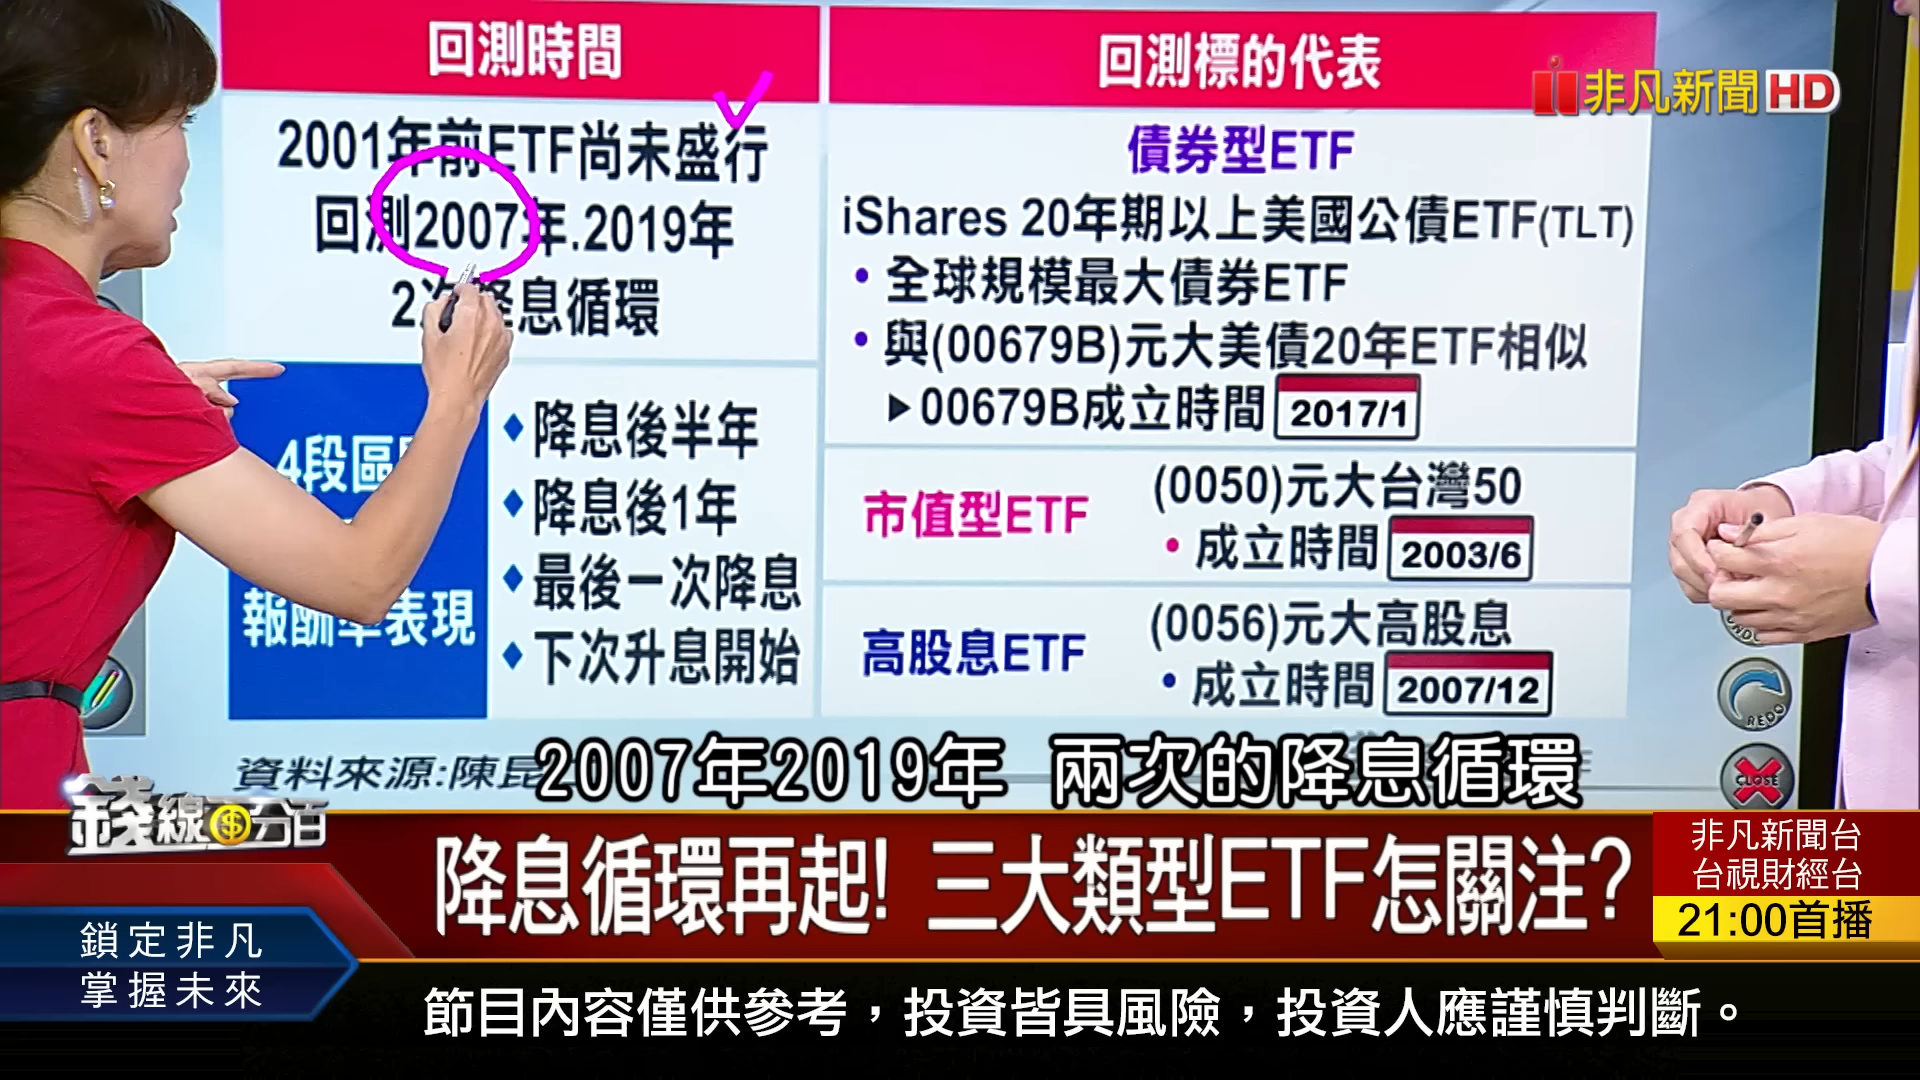 回測時間
2001年前ETF尚未盛行
回測2007年.2019年
2次降息循環
4段區
報酬率表現
降息後半年
降息後1年
最後一次降息
下次升息開始
回測標的代表
債券型ETF
iShares 20年期以上美國公債ETF(TLT)
全球規模最大債券ETF
與(00679B)元大美債20年ETF相似
▶00679B成立時間 2017/1
市值型ETF
(0050)元大台灣50
成立時間 2003/6
高股息ETF
(0056)元大高股息
成立時間 2007/12
非凡新聞HD
REDO
CLOSE
資料來源:陳昆
2007年2019年 兩次的降息循環
錢線百分百
降息循環再起! 三大類型ETF怎關注?
非凡新聞台
台視財經台
21:00首播
鎖定非凡
掌握未來
節目內容僅供參考，投資皆具風險，投資人應謹慎判斷。